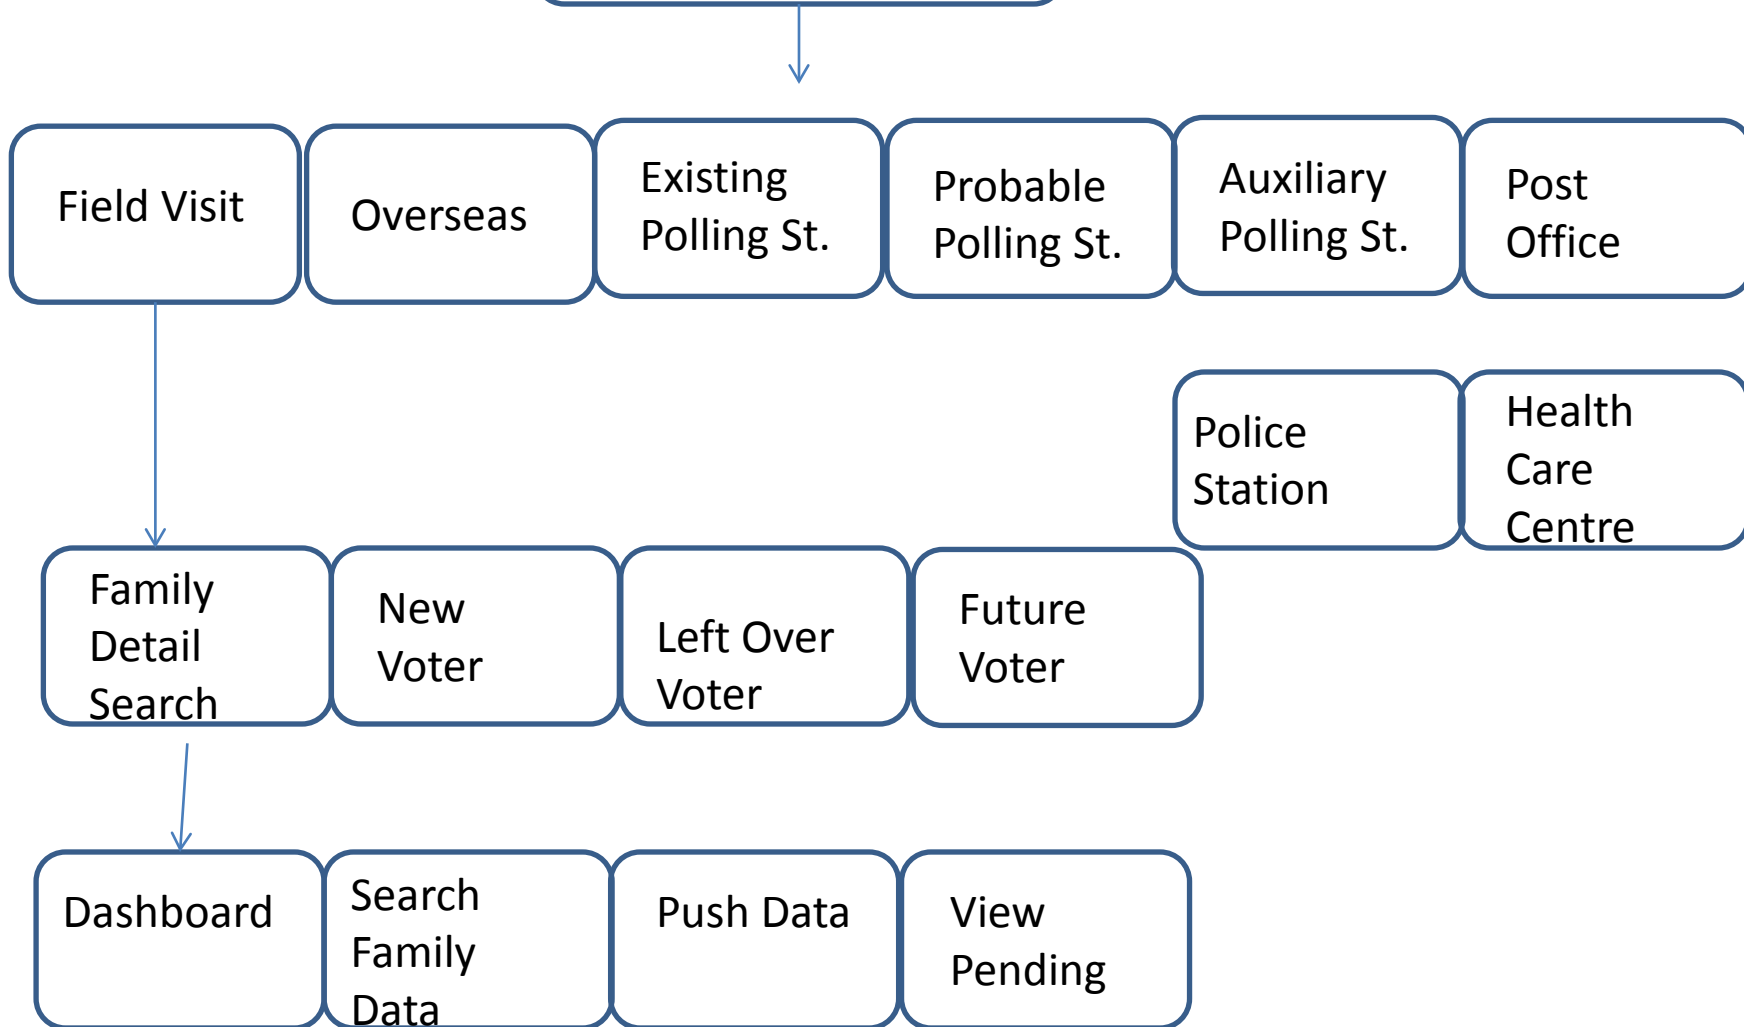 Field Visit
Overseas
Existing
Polling St.
Probable
Polling St.
Auxiliary
Polling St.
Post
Office
Police
Station
Health
Care
Centre
Family
Detail
Search
New
Voter
Left Over
Voter
Future
Voter
Dashboard
Search
Family
Data
Push Data
View
Pending